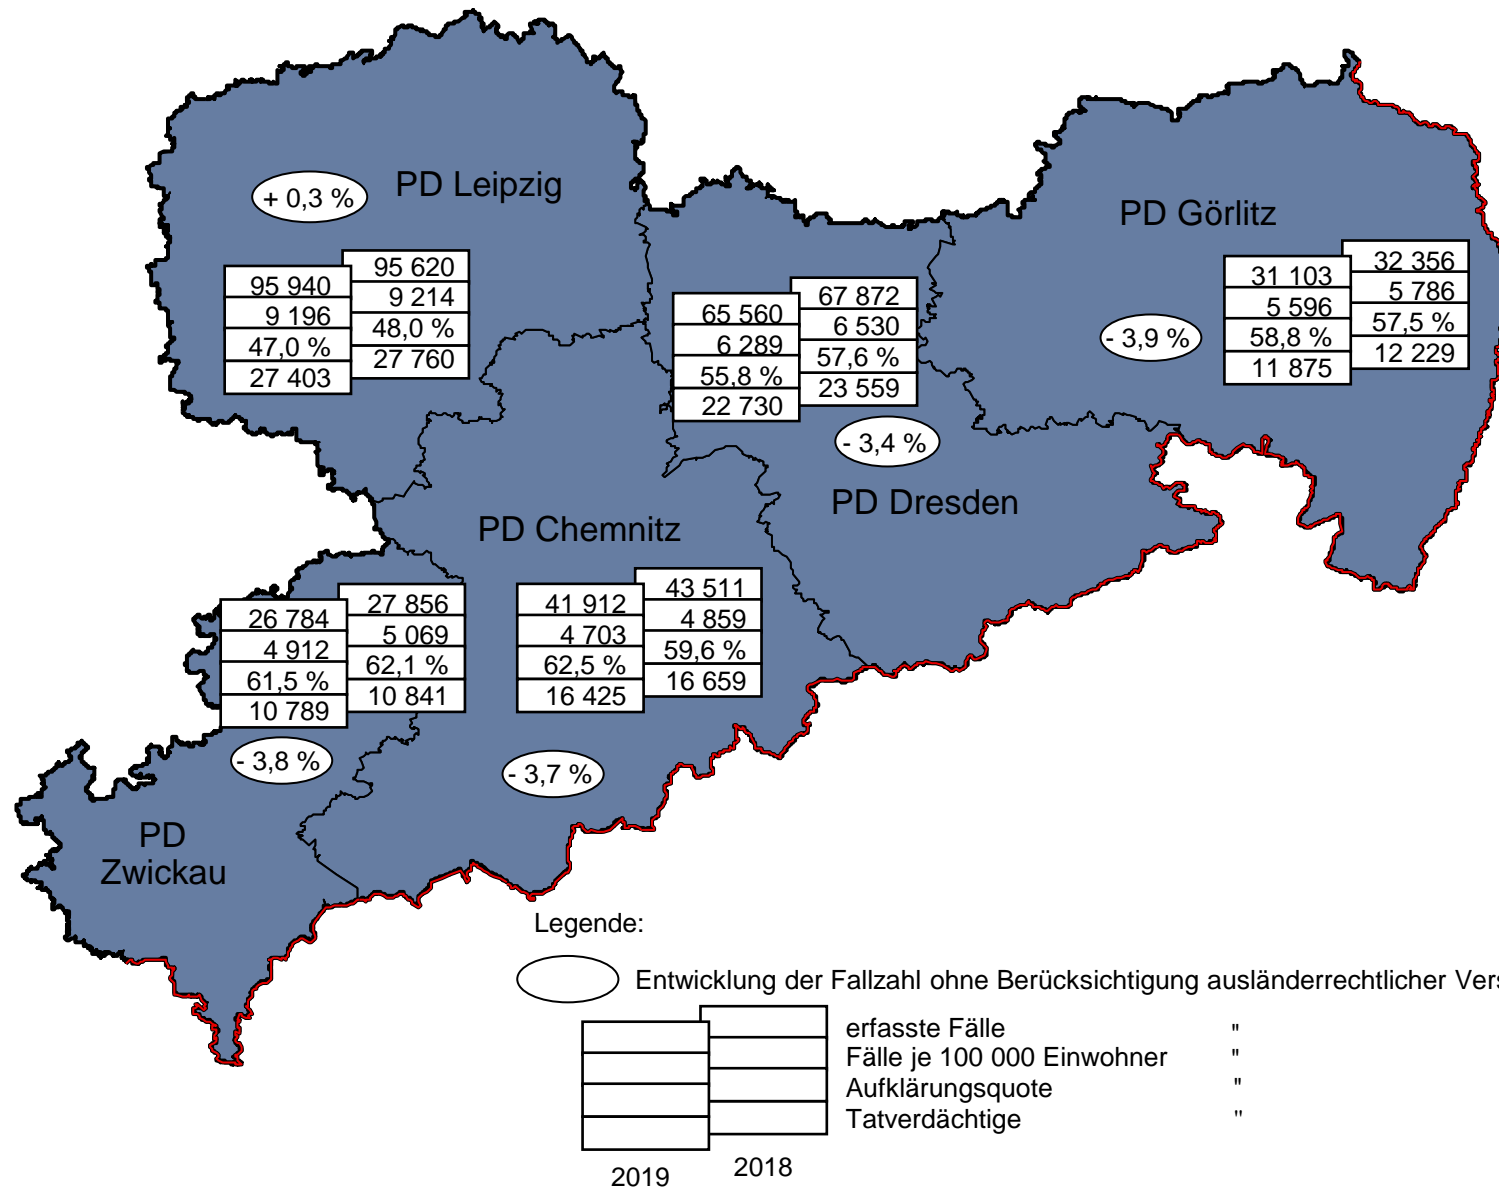 PD Leipzig
+ 0,3 %
95 940
9 196
47,0 %
27 403
95 620
9 214
48,0 %
27 760
PD Görlitz
31 103
5 596
58,8 %
11 875
32 356
5 786
57,5 %
12 229
- 3,9 %
65 560
6 289
55,8 %
22 730
67 872
6 530
57,6 %
23 559
- 3,4 %
PD Dresden
PD Chemnitz
41 912
4 703
62,5 %
16 425
43 511
4 859
59,6 %
16 659
- 3,7 %
26 784
4 912
61,5 %
10 789
27 856
5 069
62,1 %
10 841
- 3,8 %
PD
Zwickau
Legende:
Entwicklung der Fallzahl ohne Berücksichtigung ausländerrechtlicher
erfasste Fälle "
Fälle je 100 000 Einwohner "
Aufklärungsquote "
Tatverdächtige "
2019
2018